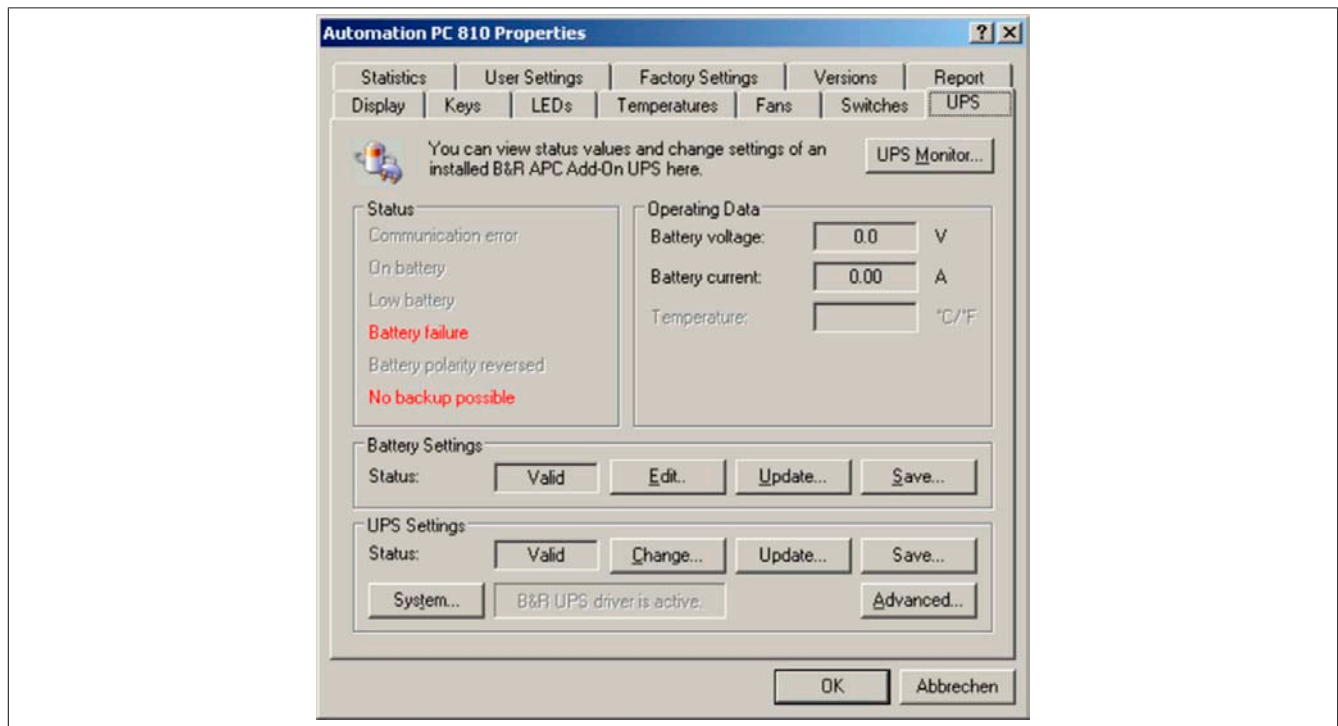 Automation PC 810 Properties
Statistics User Settings Factory Settings Versions Report
Display Keys LEDs Temperatures Fans Switches UPS
You can view status values and change settings of an
installed B&R APC Add-On UPS here.
UPS Monitor...
Status
Communication error
On battery
Low battery
Battery failure
Battery polarity reversed
No backup possible
Operating Data
Battery voltage: 0.0 V
Battery current: 0.00 A
Temperature: °C/°F
Battery Settings
Status: Valid Edit.. Update... Save...
UPS Settings
Status: Valid Change... Update... Save...
System... B&R UPS driver is active. Advanced...
OK Abbrechen